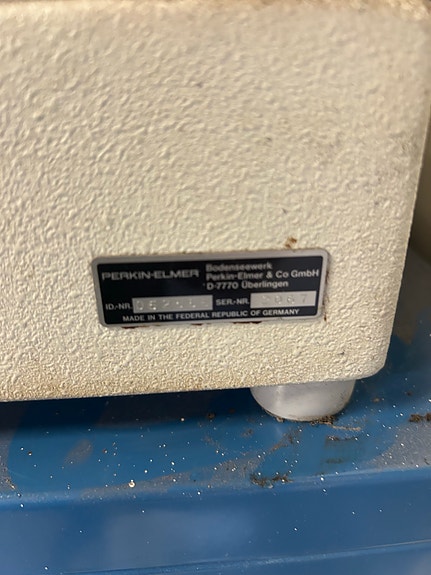 PERKIN-ELMER
Bodenseewerk
Perkin-Elmer & Co GmbH
D-7770 Überlingen
ID.-NR. SER.-NR.
MADE IN THE FEDERAL REPUBLIC OF GERMANY